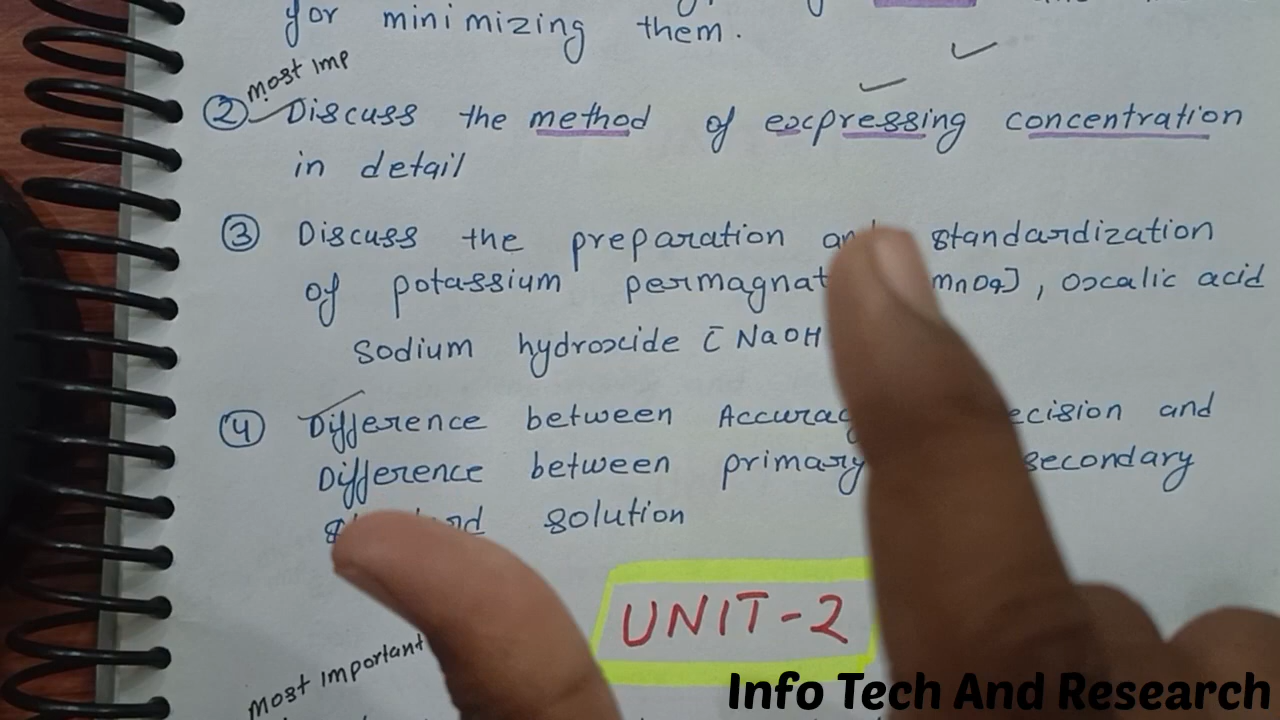 for minimizing them.
most imp
② Discuss the method of expressing concentration
in detail
③ Discuss the preparation standardization
of potassium permagnat mnO4], oxcalic acid
Sodium hydroxide [NaOH
④ Difference between Accurac ecision and
Difference between primary secondary
solution
UNIT-2
most important
Info Tech And Research